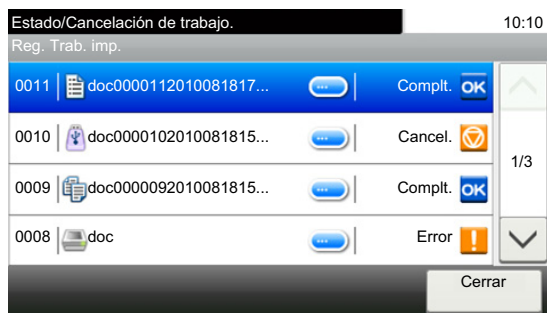 Estado/Cancelación de trabajo. 10:10
Reg. Trab. imp.
0011 doc0000112010081817... ... Complt. OK
0010 doc0000102010081815... ... Cancel.
1/3
0009 doc0000092010081815... ... Complt. OK
0008 doc ... Error !
Cerrar